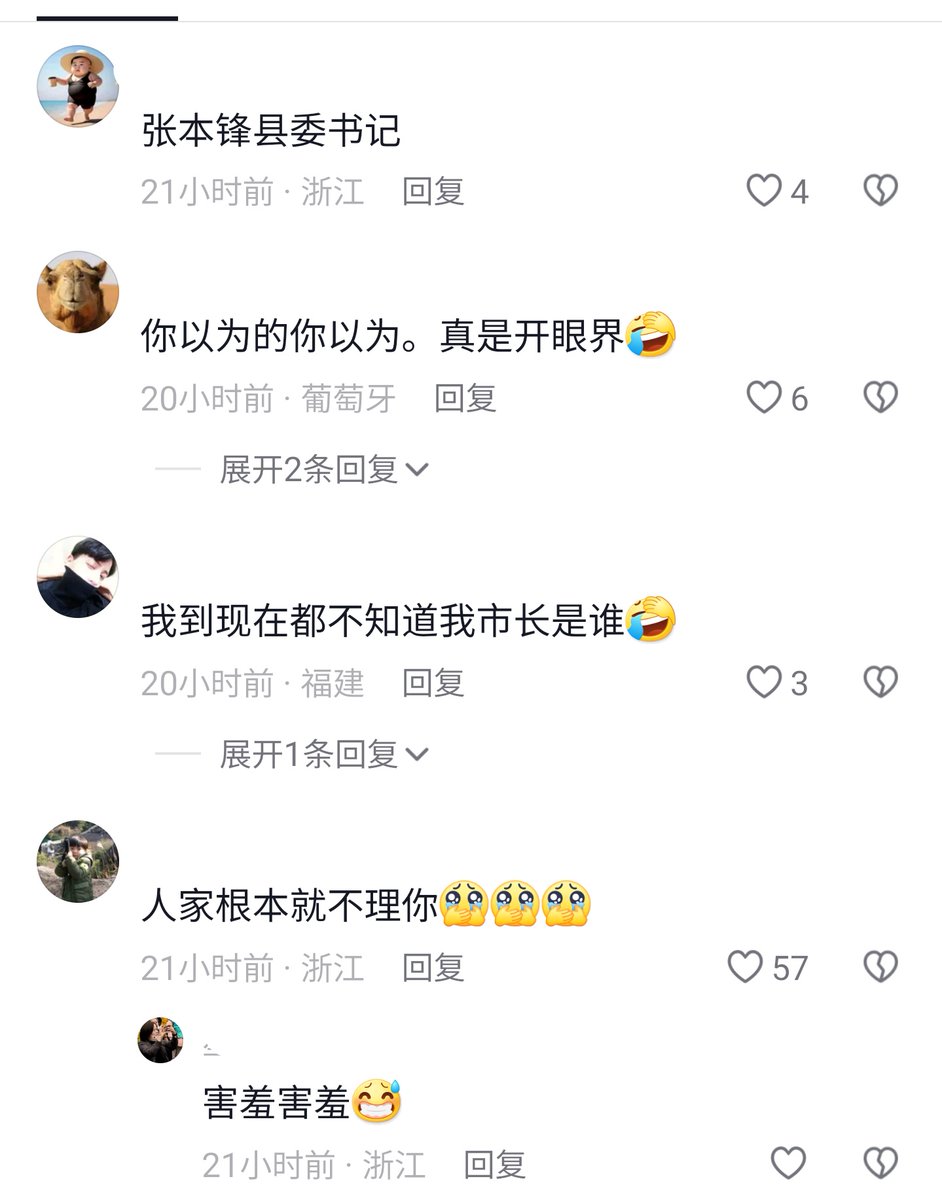 张本锋县委书记
21小时前 · 浙江 回复 4
你以为的你以为。真是开眼界🤣
20小时前 · 葡萄牙 回复 6
展开2条回复
我到现在都不知道我市长是谁🤣
20小时前 · 福建 回复 3
展开1条回复
人家根本就不理你🥹🥹🥹
21小时前 · 浙江 回复 57
害羞害羞😅
21小时前 · 浙江 回复